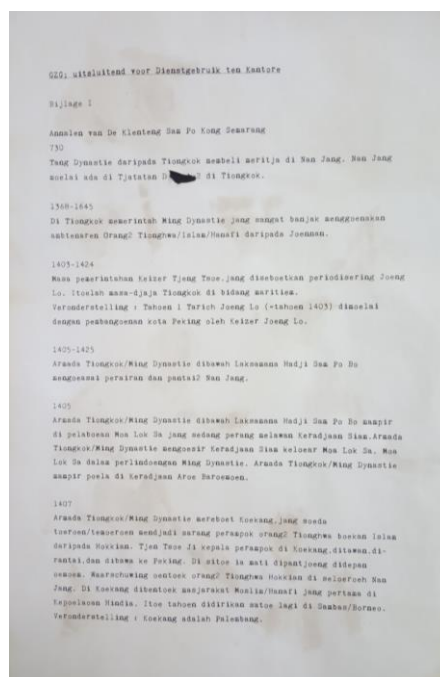 GZG; uitsluitend voor Dienstgebruik ten Kantore
Bijlage I
Annalen van De Klenteng Sam Po Kong Semarang
730
Tang Dynastie daripada Tiongkok membeli meritja di Nan Jang. Nan Jang
moelai ada di Tjatatan di Tiongkok.
1368-1645
Di Tiongkok memerintah Ming Dynastie jang sangat banjak menggoenakan
ambtenaren Orang2 Tionghwa/Islam/Hanafi daripada Joennan.
1403-1424
Masa pemerintahan Keizer Tjeng Tsoe.jang diseboetkan periodisering Joeng
Lo. Itoelah masa-djaja Tiongkok di bidang maritiem.
Veronderstelling : Tahoen 1 Tarich Joeng Lo (=tahoen 1403) dimoelai
dengan pembangoenan kota Peking oleh Keizer Joeng Lo.
1405-1425
Armada Tiongkok/Ming Dynastie dibawah Laksamana Hadji Sam Po Bo
mengoeasai perairan dan pantai2 Nan Jang.
1405
Armada Tiongkok/Ming Dynastie dibawah Laksamana Hadji Sam Po Bo mampir
di pelaboean Moa Lok Sa jang sedang perang melawan Keradjaan Siam.Armada
Tiongkok/Ming Dynastie mengoesir Keradjaan Siam keloear Moa Lok Sa. Moa
Lok Sa dalam perlindoengan Ming Dynastie. Armada Tiongkok/Ming Dynastie
mampir poela di Keradjaan Aroe Baroemoen.
1407
Armada Tiongkok/Ming Dynastie mereboet Koekang.jang soeda
toeroen/temoeroen mendjadi sarang perampok orang2 Tionghwa boekan Islam
daripada Hokkian. Tjen Tsoe Ji kepala perampok di Koekang.ditawan.di-
rantai.dan dibawa ke Peking. Di sitoe ia mati dipantjoeng didepan
oemoem. Waarschuwing oentoek orang2 Tionghwa Hokkian di seloeroeh Nan
Jang. Di Koekang dibentoek masjarakat Moslim/Hanafi jang pertama di
Kepoelauan Hindia. Itoe tahoen didirikan satoe lagi di Sambas/Borneo.
Veronderstelling : Koekang adalah Palembang.